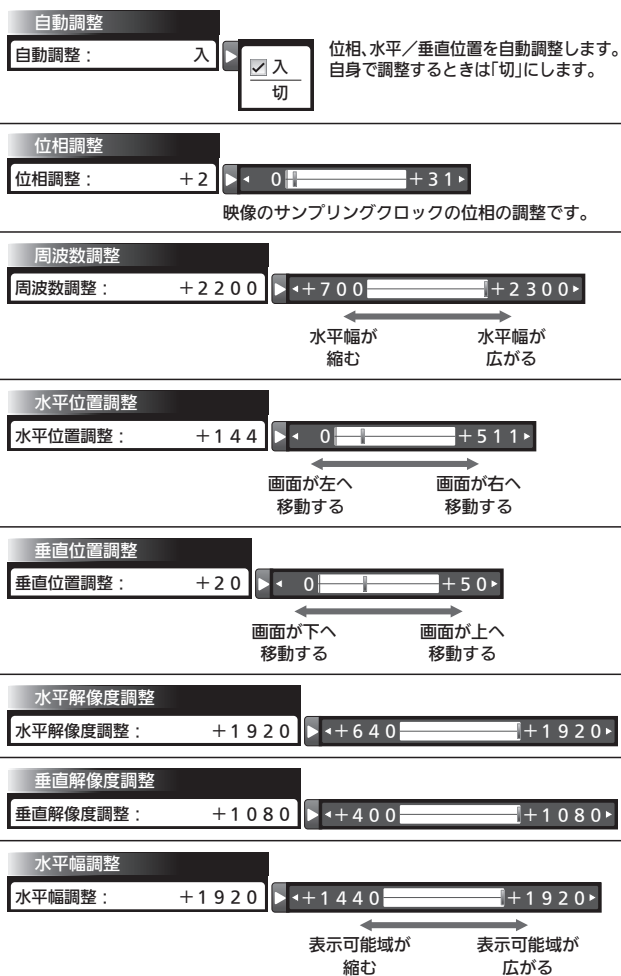 自動調整
自動調整： 入
入
切
位相、水平／垂直位置を自動調整します。
自身で調整するときは「切」にします。
位相調整
位相調整： ＋2 0 ＋31
映像のサンプリングクロックの位相の調整です。
周波数調整
周波数調整： ＋2200 ＋700 ＋2300
水平幅が 水平幅が
縮む 広がる
水平位置調整
水平位置調整： ＋144 0 ＋511
画面が左へ 画面が右へ
移動する 移動する
垂直位置調整
垂直位置調整： ＋20 0 ＋50
画面が下へ 画面が上へ
移動する 移動する
水平解像度調整
水平解像度調整： ＋1920 ＋640 ＋1920
垂直解像度調整
垂直解像度調整： ＋1080 ＋400 ＋1080
水平幅調整
水平幅調整： ＋1920 ＋1440 ＋1920
表示可能域が 表示可能域が
縮む 広がる